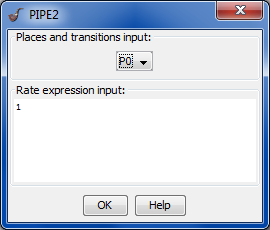 PIPE2
Places and transitions input:
P0
Rate expression input:
1
OK Help